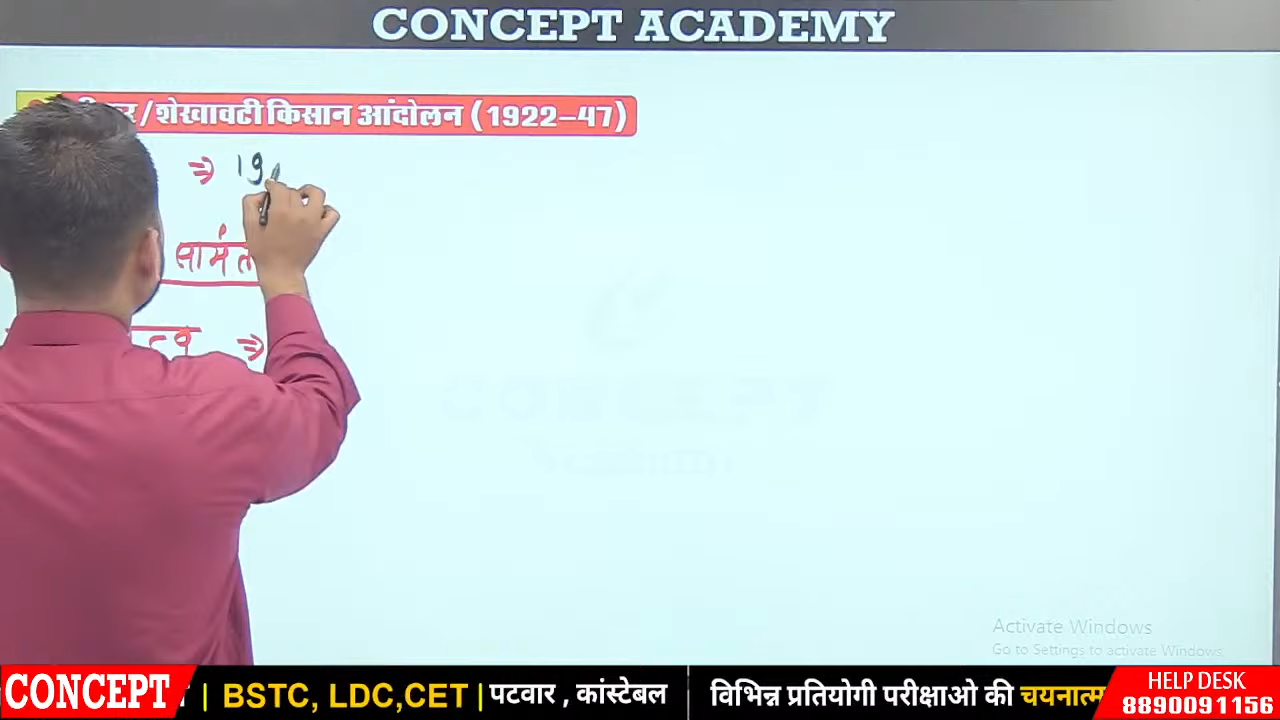 CONCEPT ACADEMY
/शेखावटी किसान आंदोलन (1922–47)
⇒ 19
सामंत
⇒
CONCEPT
Activate Windows
Go to Settings to activate Windows.
CONCEPT | BSTC, LDC,CET | पटवार , कांस्टेबल | विभिन्न प्रतियोगी परीक्षाओ की चयनात्म
HELP DESK
8890091156